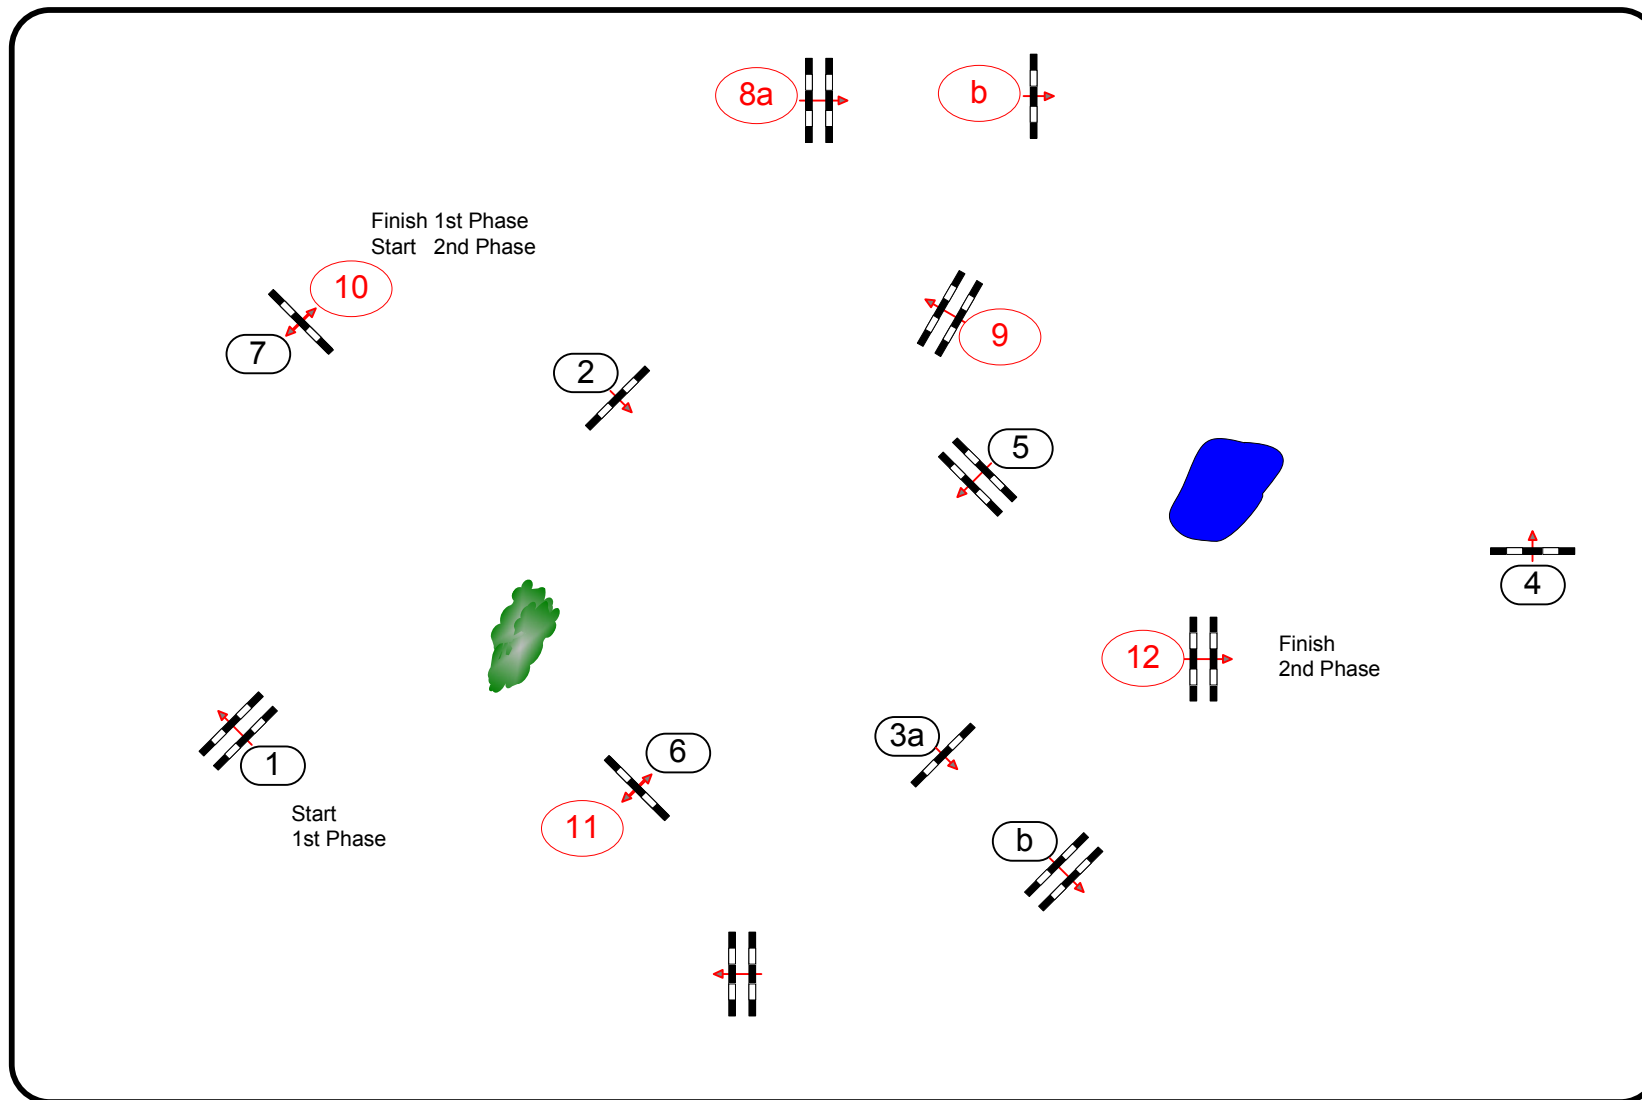 8a
b
Finish 1st Phase
Start 2nd Phase
10
7
2
9
5
4
12
Finish
2nd Phase
1
6
3a
Start
1st Phase
11
b